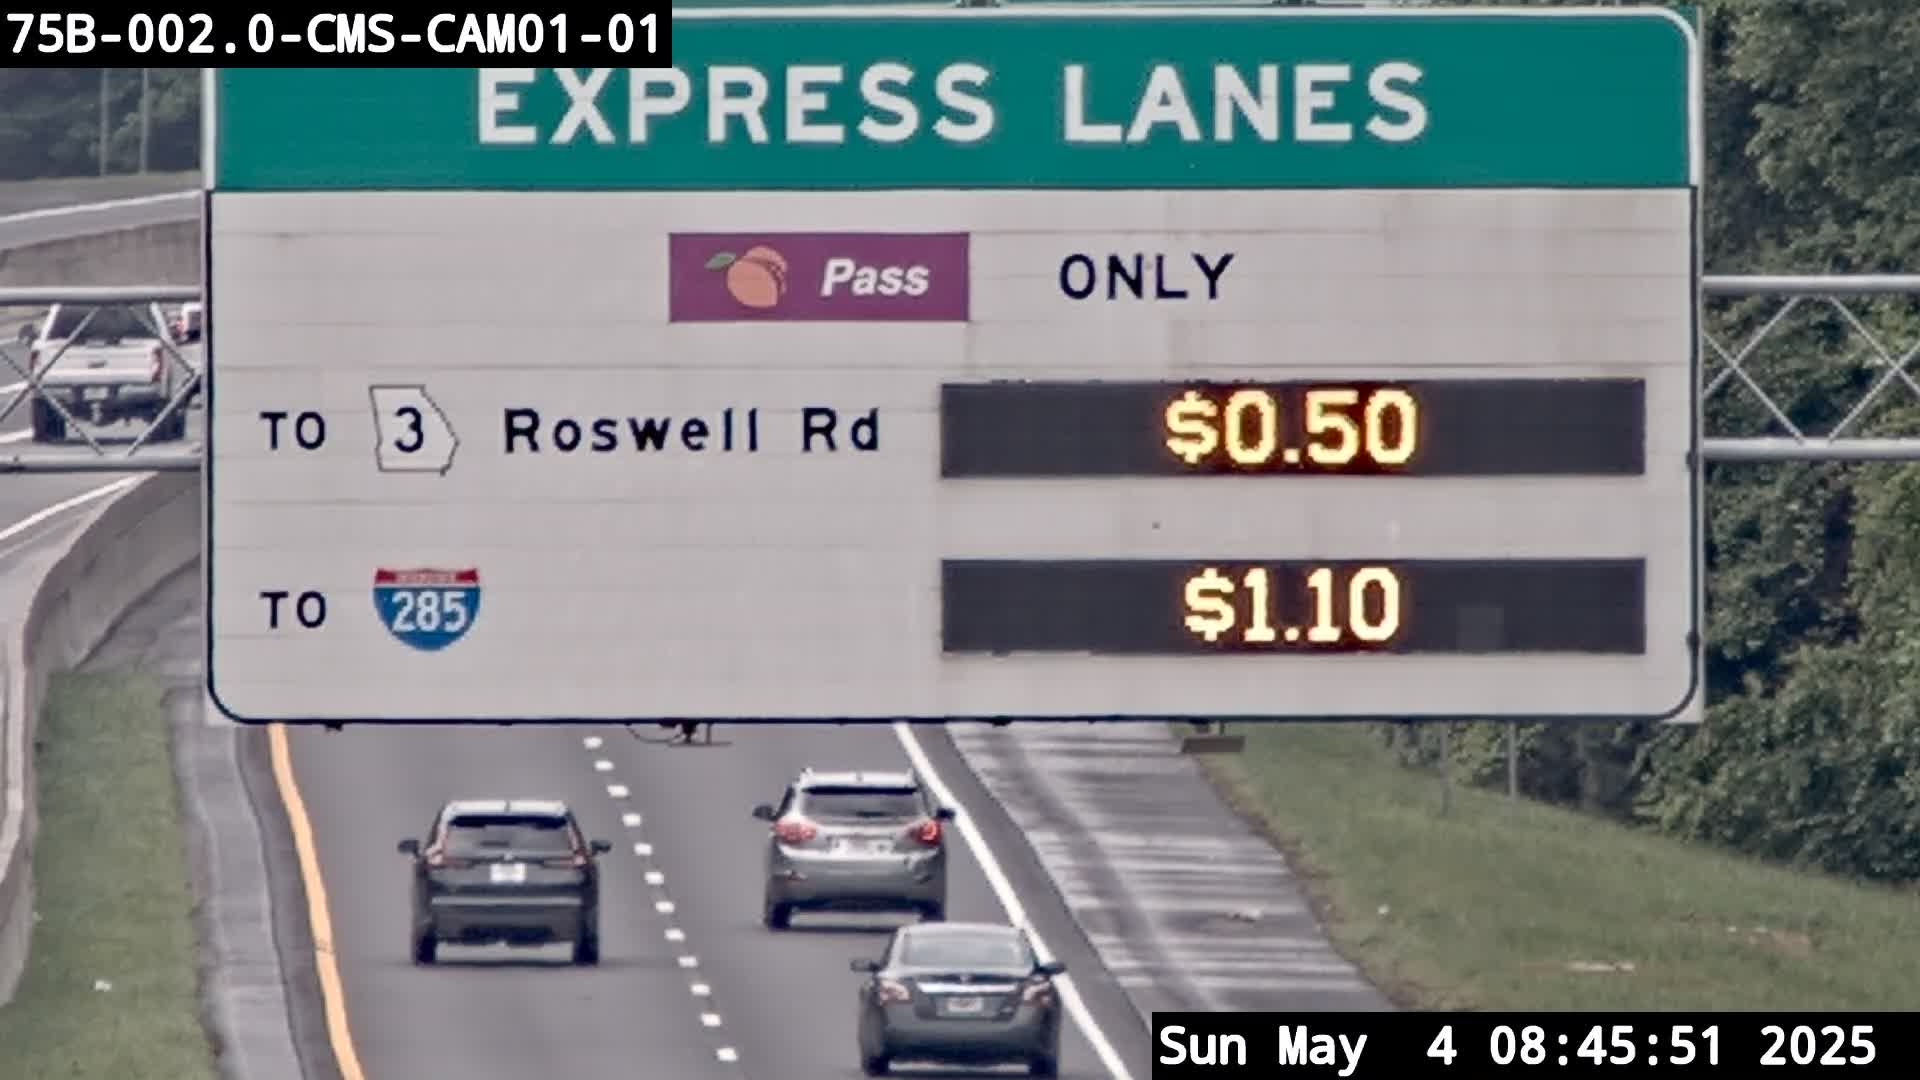 75B-002.0-CMS-CAM01-01
EXPRESS LANES
Pass ONLY
TO 3 Roswell Rd $0.50
TO 285 $1.10
Sun May 4 08:45:51 2025